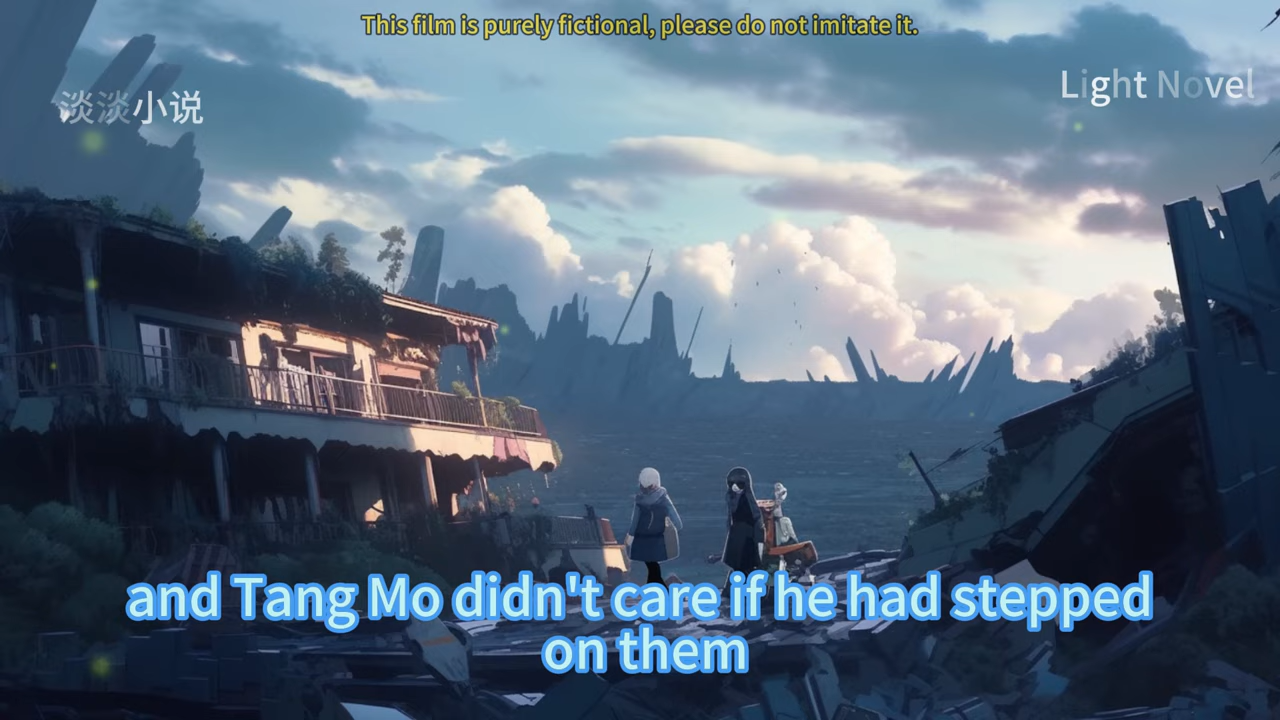 This film is purely fictional, please do not imitate it.
淡淡小说
Light Novel
and Tang Mo didn't care if he had stepped
on them